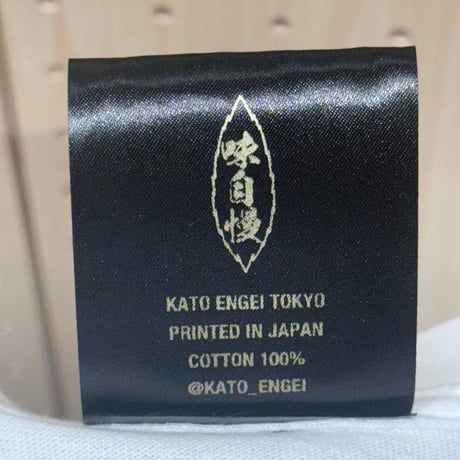 味自慢
KATO ENGEI TOKYO
PRINTED IN JAPAN
COTTON 100%
@KATO_ENGEI